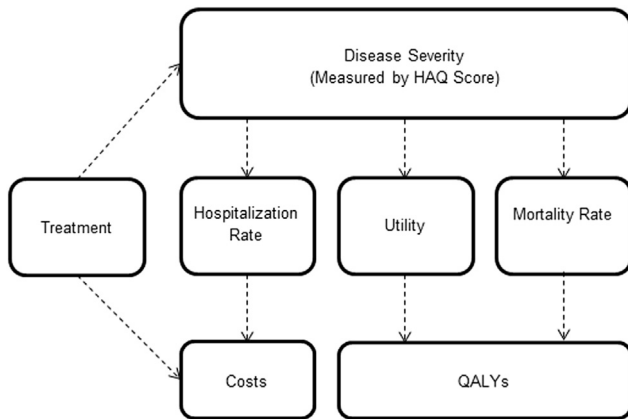 Disease Severity
(Measured by HAQ Score)
Treatment
Hospitalization
Rate
Utility
Mortality Rate
Costs
QALYs